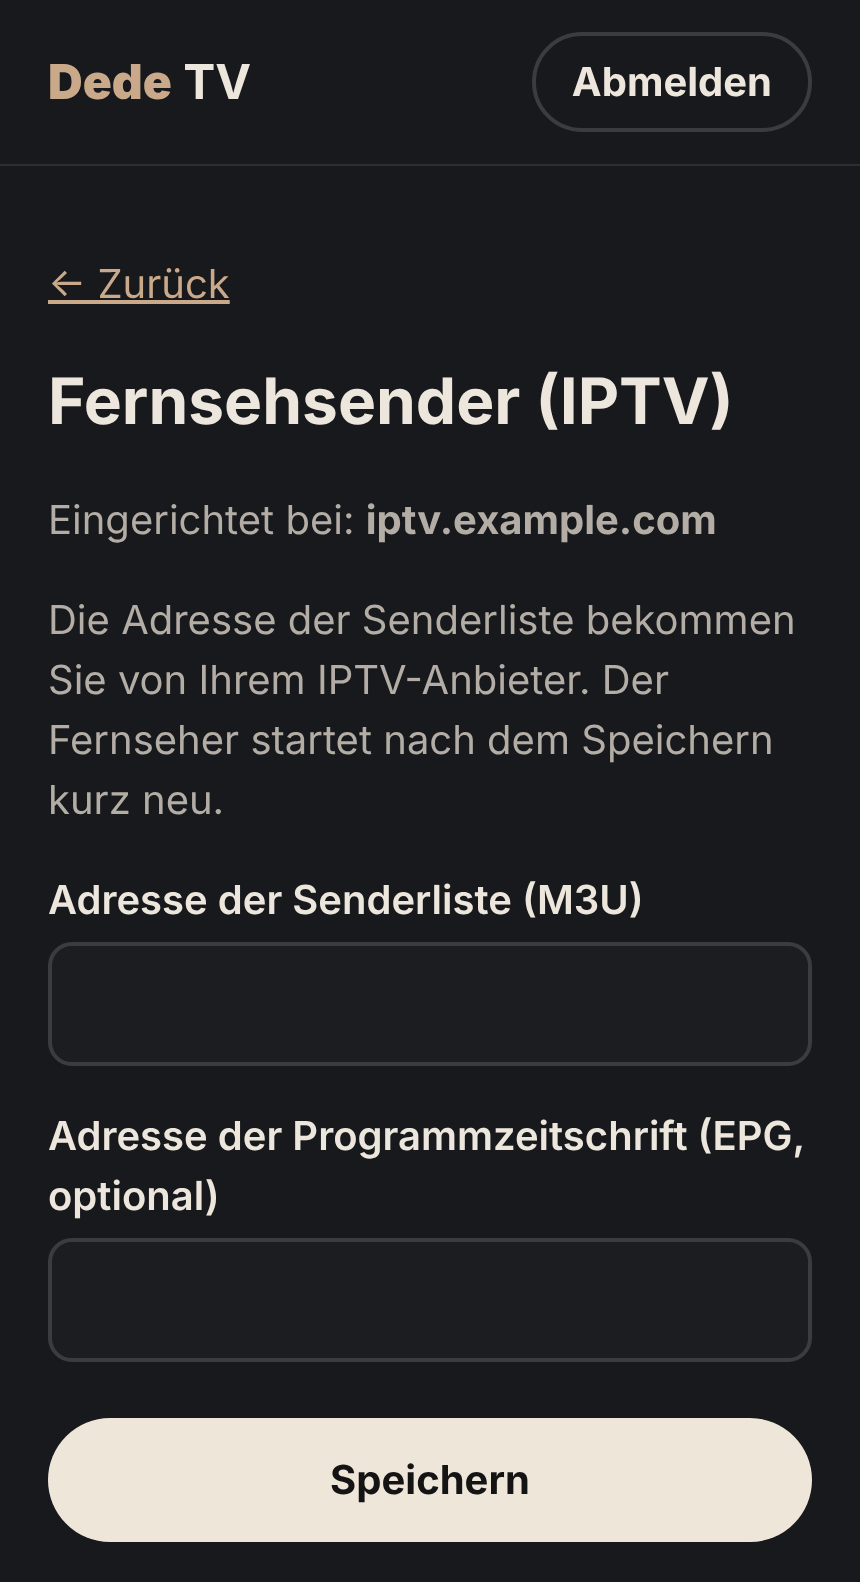 Dede TV
Abmelden
← Zurück
Fernsehsender (IPTV)
Eingerichtet bei: iptv.example.com
Die Adresse der Senderliste bekommen
Sie von Ihrem IPTV-Anbieter. Der
Fernseher startet nach dem Speichern
kurz neu.
Adresse der Senderliste (M3U)
Adresse der Programmzeitschrift (EPG,
optional)
Speichern